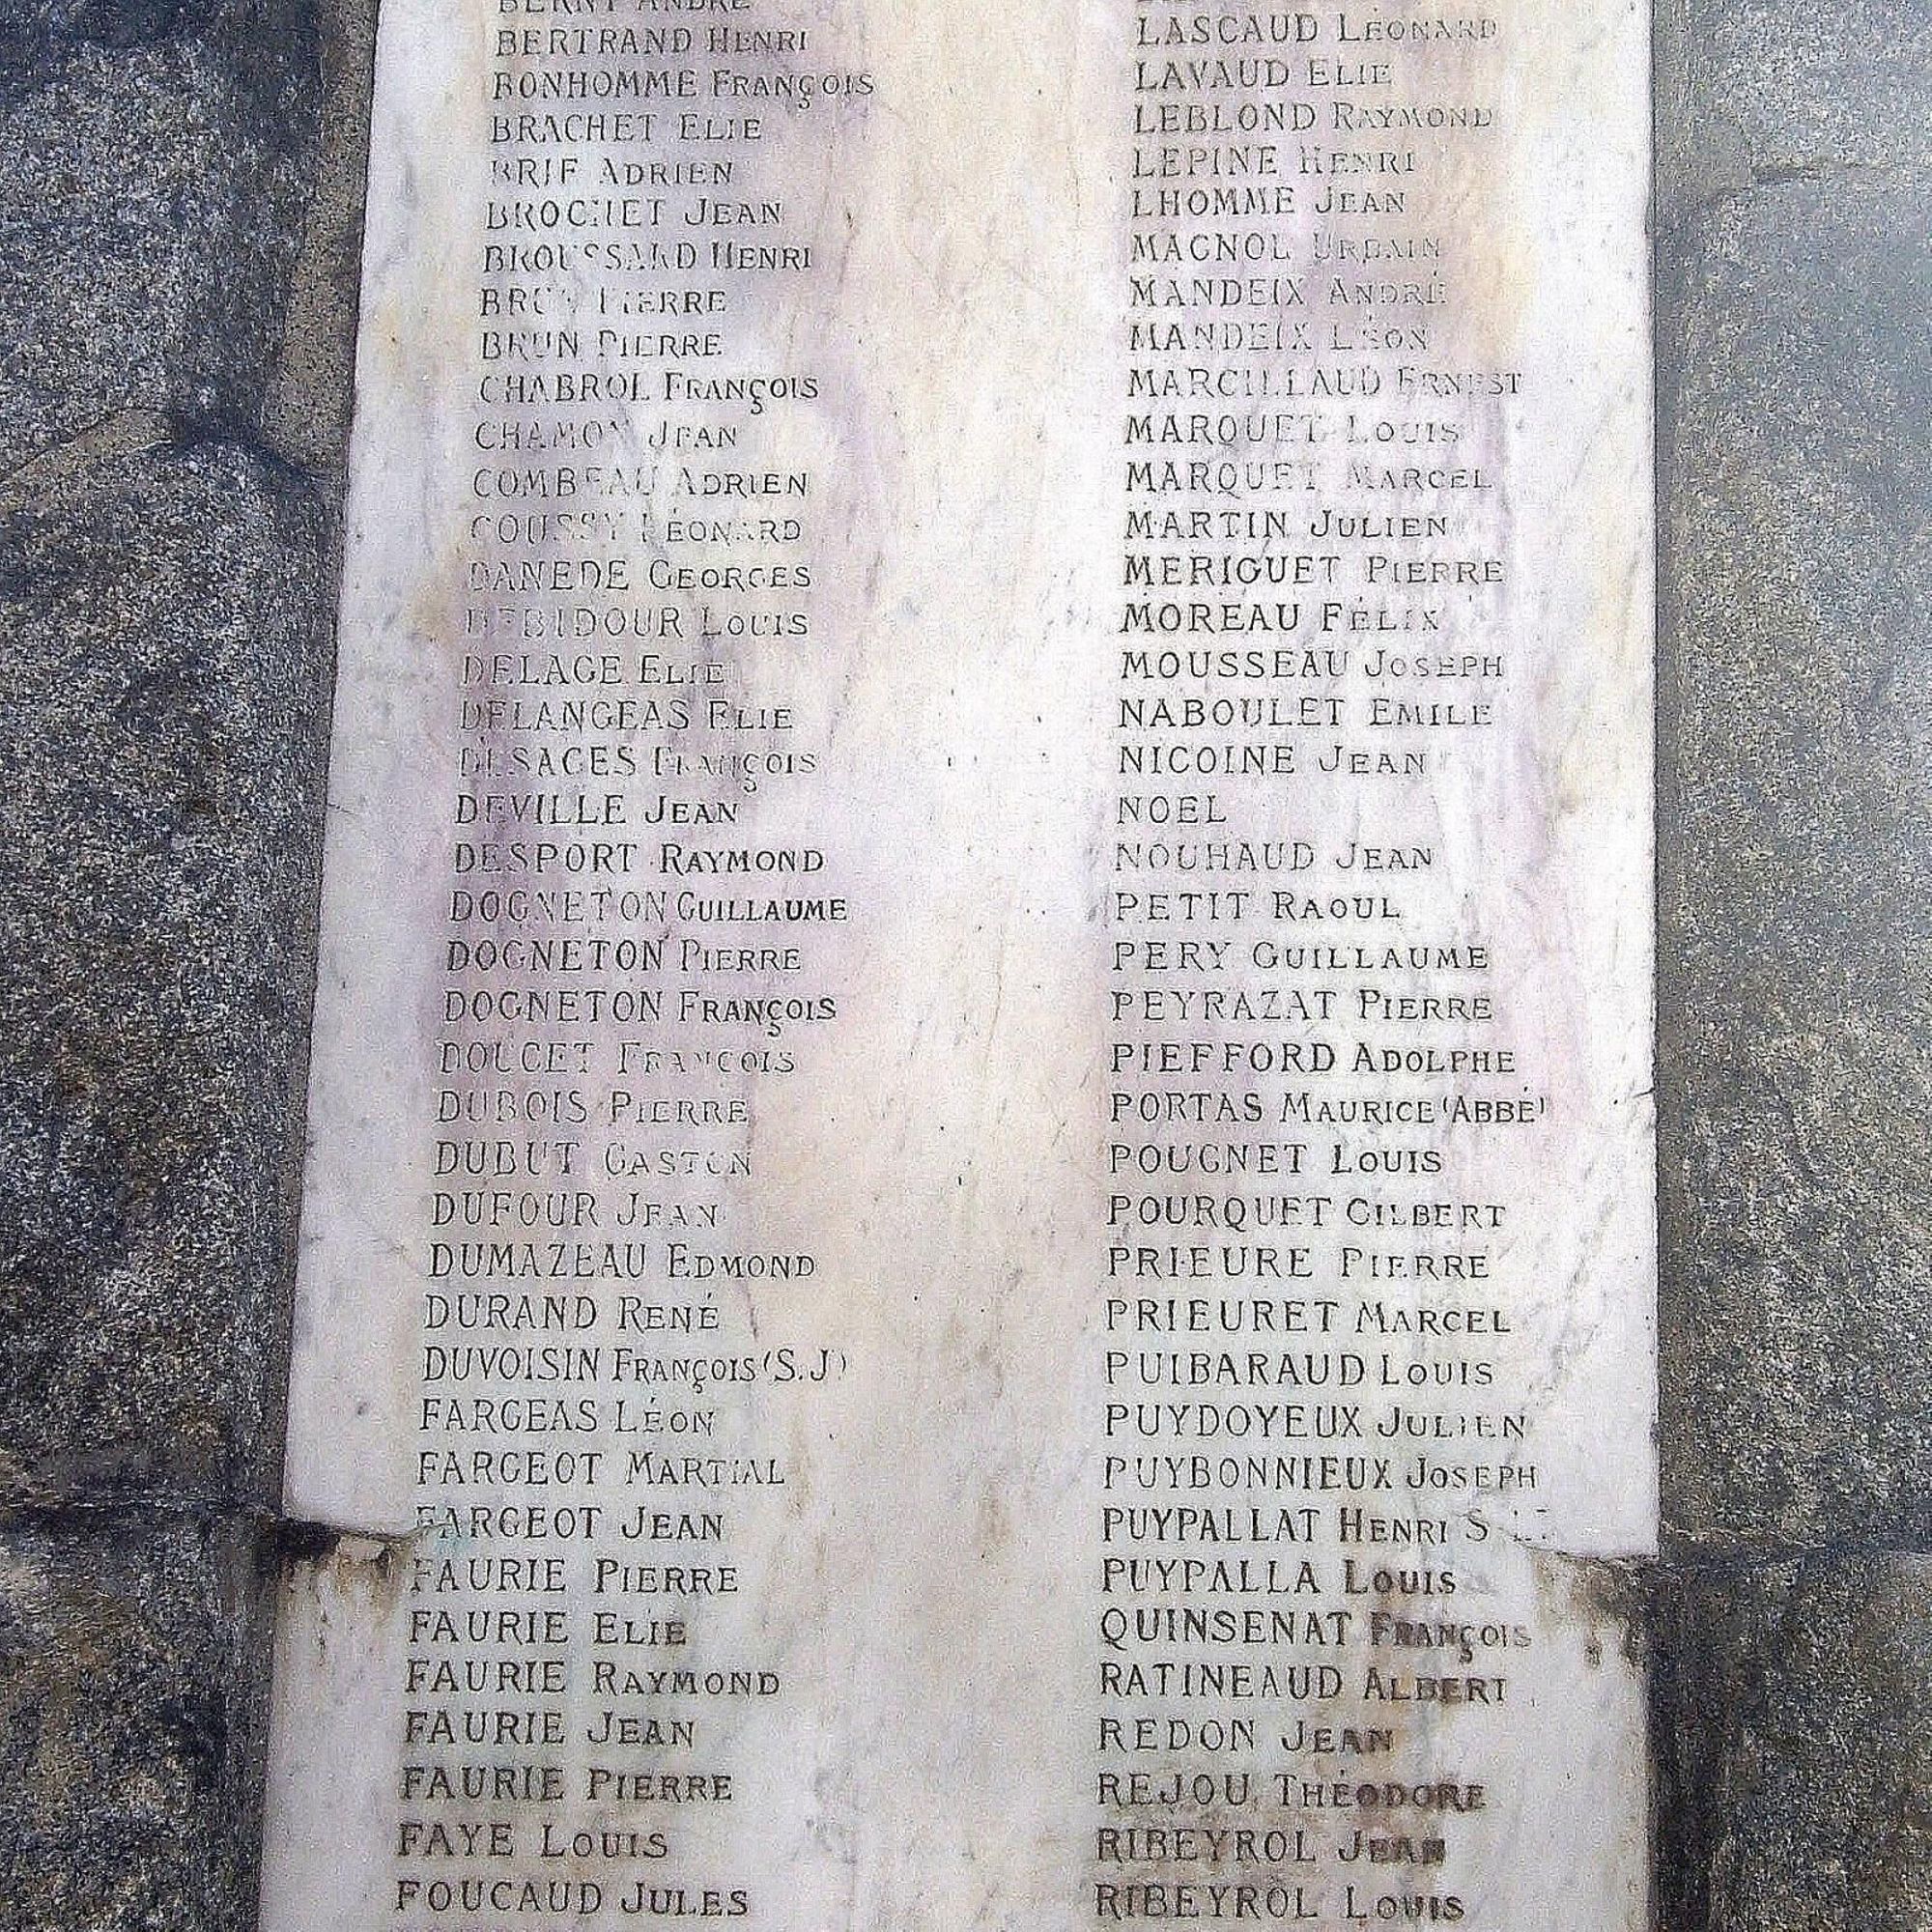 BERNY ANDRÉ
BERTRAND HENRI
BONHOMME FRANÇOIS
BRACHET ELIE
BRIF ADRIEN
BROCHET JEAN
BROUSSARD HENRI
BRUN PIERRE
BRUN PIERRE
CHABROL FRANÇOIS
CHAMON JEAN
COMBEAU ADRIEN
COUSSY LÉONARD
DANEDE GEORGES
DEBIDOUR LOUIS
DELAGE ELIE
DELANGEAS ELIE
DESAGES FRANÇOIS
DEVILLE JEAN
DESPORT RAYMOND
DOGNETON GUILLAUME
DOGNETON PIERRE
DOGNETON FRANÇOIS
DOUCET FRANCOIS
DUBOIS PIERRE
DUBUT GASTON
DUFOUR JEAN
DUMAZEAU EDMOND
DURAND RENÉ
DUVOISIN FRANÇOIS (S.J)
FARGEAS LÉON
FARGEOT MARTIAL
FARGEOT JEAN
FAURIE PIERRE
FAURIE ELIE
FAURIE RAYMOND
FAURIE JEAN
FAURIE PIERRE
FAYE LOUIS
FOUCAUD JULES
LASCAUD LÉONARD
LAVAUD ELIE
LEBLOND RAYMOND
LEPINE HENRI
LHOMME JEAN
MAGNOL URBAIN
MANDEIX ANDRÉ
MANDEIX LÉON
MARCILLAUD ERNEST
MARQUET LOUIS
MARQUET MARCEL
MARTIN JULIEN
MERIGUET PIERRE
MOREAU FÉLIX
MOUSSEAU JOSEPH
NABOULET EMILE
NICOINE JEAN
NOEL
NOUHAUD JEAN
PETIT RAOUL
PERY GUILLAUME
PEYRAZAT PIERRE
PIEFFORD ADOLPHE
PORTAS MAURICE (ABBÉ)
POUGNET LOUIS
POURQUET GILBERT
PRIEURE PIERRE
PRIEURET MARCEL
PUIBARAUD LOUIS
PUYDOYEUX JULIEN
PUYBONNIEUX JOSEPH
PUYPALLAT HENRI
PUYPALLA LOUIS
QUINSENAT FRANÇOIS
RATINEAUD ALBERT
REDON JEAN
REJOU THÉODORE
RIBEYROL JEAN
RIBEYROL LOUIS